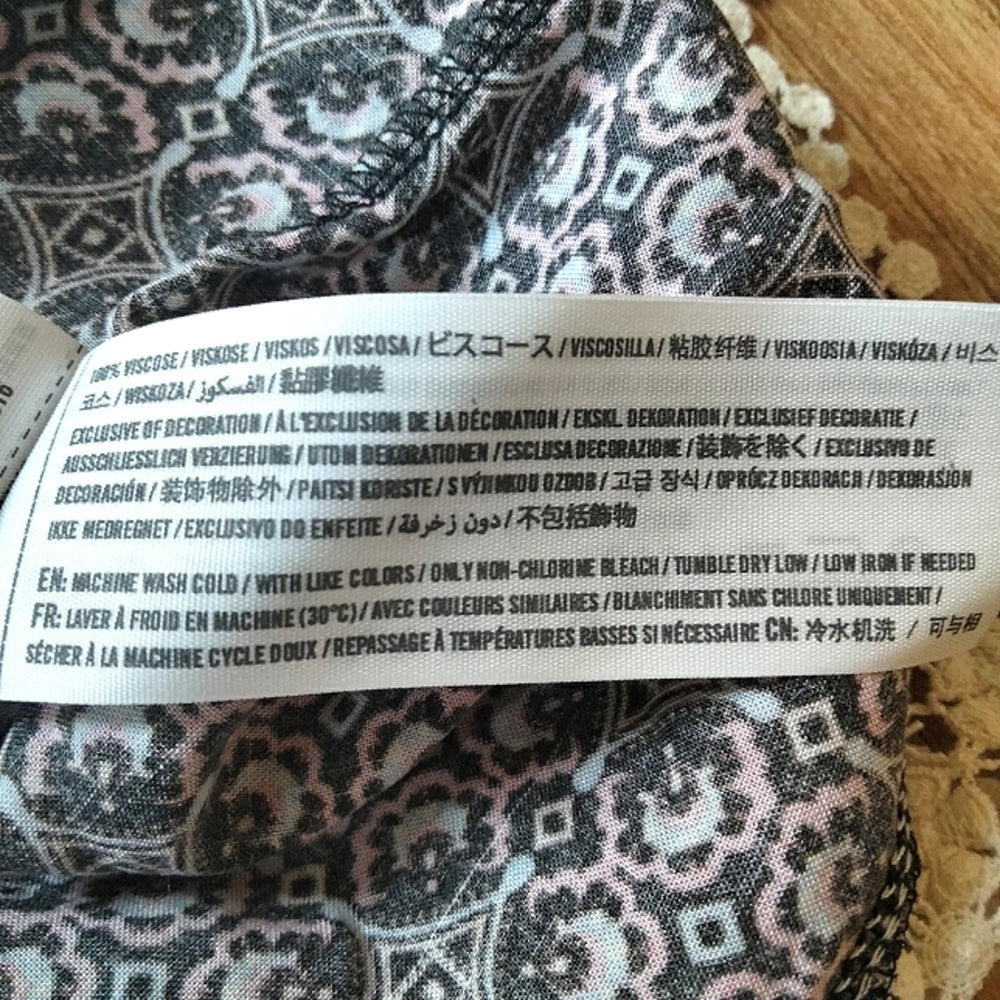 100% VISCOSE / VISKOSE / VISKOS / VISCOSA / ビスコース / VISCOSILLA / 粘胶纤维 / VISKOOSIA / VISKÓZA / 비스
코스 / WISKOZA / الفسكوز / 黏膠纖維
EXCLUSIVE OF DECORATION / À L'EXCLUSION DE LA DÉCORATION / EKSKL. DEKORATION / EXCLUSIEF DECORATIE /
AUSSCHLIESSLICH VERZIERUNG / UTOM DEKORATIONEN / ESCLUSA DECORAZIONE / 装飾を除く / EXCLUSIVO DE
DECORACIÓN / 装饰物除外 / PAITSI KORISTE / S VÝJIMKOU OZDOB / 고급 장식 / OPRÓCZ DEKORACJI / DEKORASJON
IKKE MEDREGNET / EXCLUSIVO DO ENFEITE / دون زخرفة / 不包括飾物
EN: MACHINE WASH COLD / WITH LIKE COLORS / ONLY NON-CHLORINE BLEACH / TUMBLE DRY LOW / LOW IRON IF NEEDED
FR: LAVER À FROID EN MACHINE (30°C) / AVEC COULEURS SIMILAIRES / BLANCHIMENT SANS CHLORE UNIQUEMENT /
SÉCHER À LA MACHINE CYCLE DOUX / REPASSAGE À TEMPÉRATURES BASSES SI NÉCESSAIRE CN: 冷水机洗 / 可与相